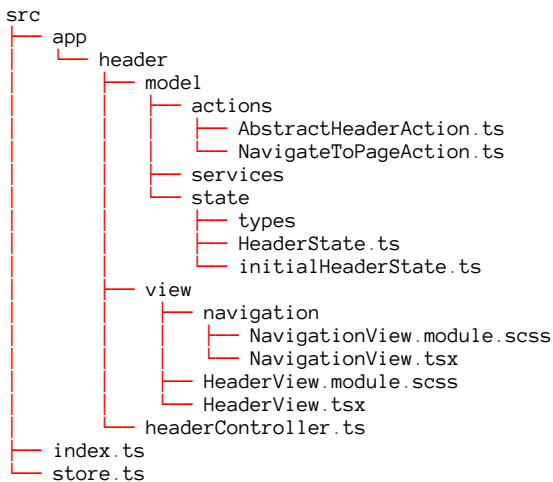 src
app
header
model
actions
AbstractHeaderAction.ts
NavigateToPageAction.ts
services
state
types
HeaderState.ts
initialHeaderState.ts
view
navigation
NavigationView.module.scss
NavigationView.tsx
HeaderView.module.scss
HeaderView.tsx
headerController.ts
index.ts
store.ts